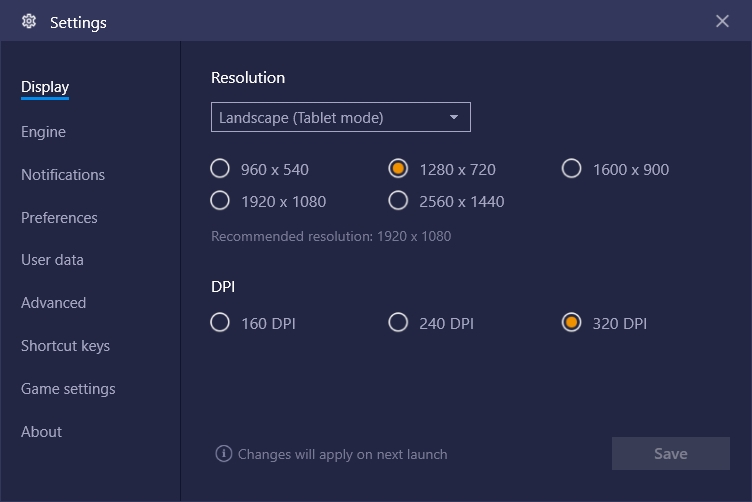 Settings
Display
Engine
Notifications
Preferences
User data
Advanced
Shortcut keys
Game settings
About
Resolution
Landscape (Tablet mode)
960 x 540 1280 x 720 1600 x 900
1920 x 1080 2560 x 1440
Recommended resolution: 1920 x 1080
DPI
160 DPI 240 DPI 320 DPI
Changes will apply on next launch
Save